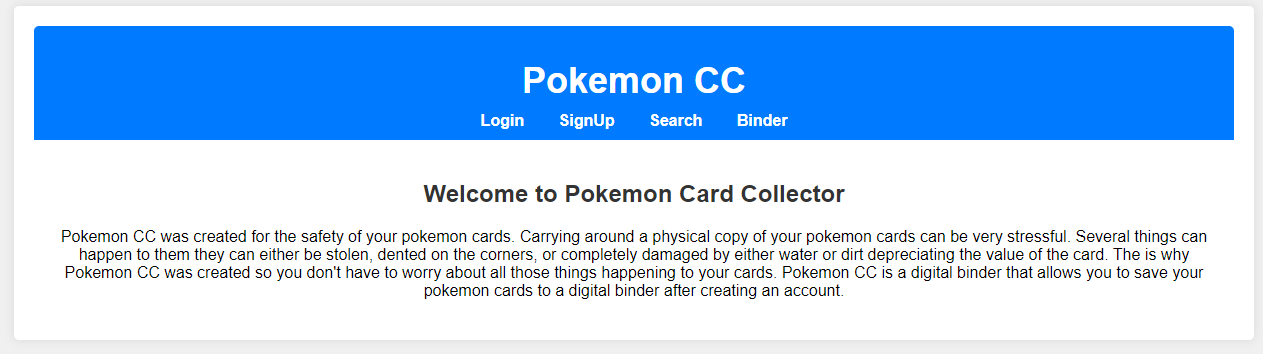 Pokemon CC
Login SignUp Search Binder
Welcome to Pokemon Card Collector
Pokemon CC was created for the safety of your pokemon cards. Carrying around a physical copy of your pokemon cards can be very stressful. Several things can
happen to them they can either be stolen, dented on the corners, or completely damaged by either water or dirt depreciating the value of the card. The is why
Pokemon CC was created so you don't have to worry about all those things happening to your cards. Pokemon CC is a digital binder that allows you to save your
pokemon cards to a digital binder after creating an account.